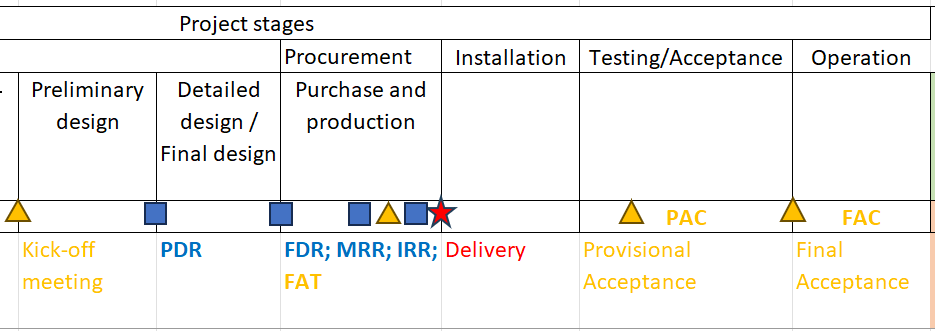 Project stages
Procurement
Installation
Testing/Acceptance
Operation
Preliminary
design
Detailed
design /
Final design
Purchase and
production
PAC
FAC
Kick-off
meeting
PDR
FDR; MRR; IRR;
FAT
Delivery
Provisional
Acceptance
Final
Acceptance